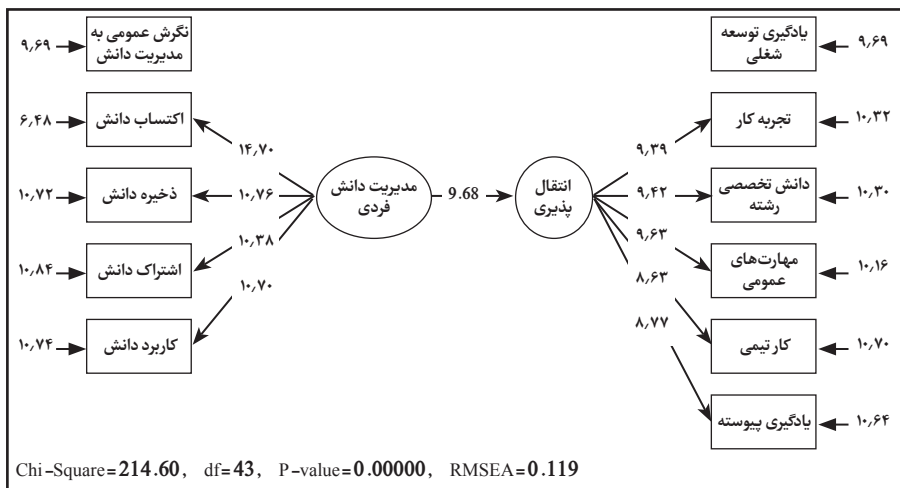 نگرش عمومی به
مدیریت دانش
۹٫۶۹
اکتساب دانش
۶٫۴۸
ذخیره دانش
۱۰٫۷۲
اشتراک دانش
۱۰٫۸۴
کاربرد دانش
۱۰٫۷۴
۱۴٫۷۰
۱۰٫۷۶
۱۰٫۳۸
۱۰٫۷۰
مدیریت دانش
فردی
9.68
انتقال
پذیری
۹٫۳۹
۹٫۴۲
۹٫۶۳
۸٫۶۳
۸٫۷۷
یادگیری توسعه
شغلی
۹٫۶۹
تجربه کار
۱۰٫۳۲
دانش تخصصی
رشته
۱۰٫۳۰
مهارت‌های
عمومی
۱۰٫۱۶
کار تیمی
۱۰٫۷۰
یادگیری پیوسته
۱۰٫۶۴
Chi-Square=214.60, df=43, P-value=0.00000, RMSEA=0.119